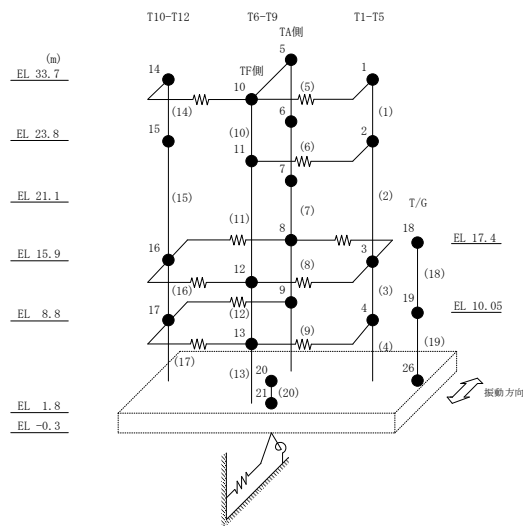 T10-T12 T6-T9 T1-T5
TA側
(m)
5
EL 33.7
14
TF側
10
1
(5)
(14)
(1)
6
EL 23.8
15
(10)
2
11
(6)
7
EL 21.1
(15)
(2)
T/G
(7)
(11)
8
18
EL 17.4
EL 15.9
16
3
12
(8)
(18)
(16)
(3)
9
19
EL 10.05
(12)
EL 8.8
17
4
13
(9)
(19)
(17)
(4)
(13)
20
26
21
(20)
振動方向
EL 1.8
EL -0.3